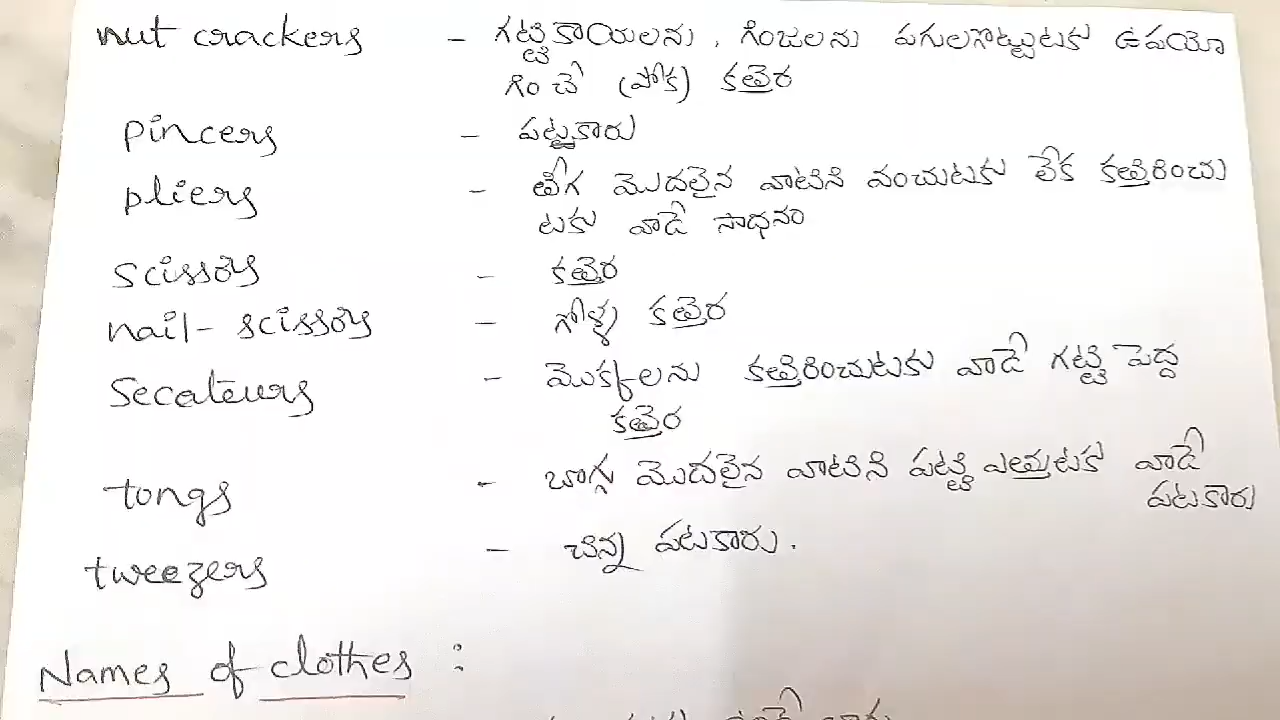 nut crackers - గట్టికాయలను, గింజలను పగులగొట్టుటకు ఉపయో
గించే (పోక) కత్తెర
pincers - పట్టకారు
pliers - తీగ మొదలైన వాటిని వంచుటకు లేక కత్తిరించు
టకు వాడే సాధనం
scissors - కత్తెర
nail-scissors - గోళ్ళ కత్తెర
Secateurs - మొక్కలను కత్తిరించుటకు వాడే గట్టి పెద్ద
కత్తెర
tongs - బొగ్గు మొదలైన వాటిని పట్టి ఎత్తుటకు వాడే
పటకారు
tweezers - చిన్న పటకారు.
Names of clothes :